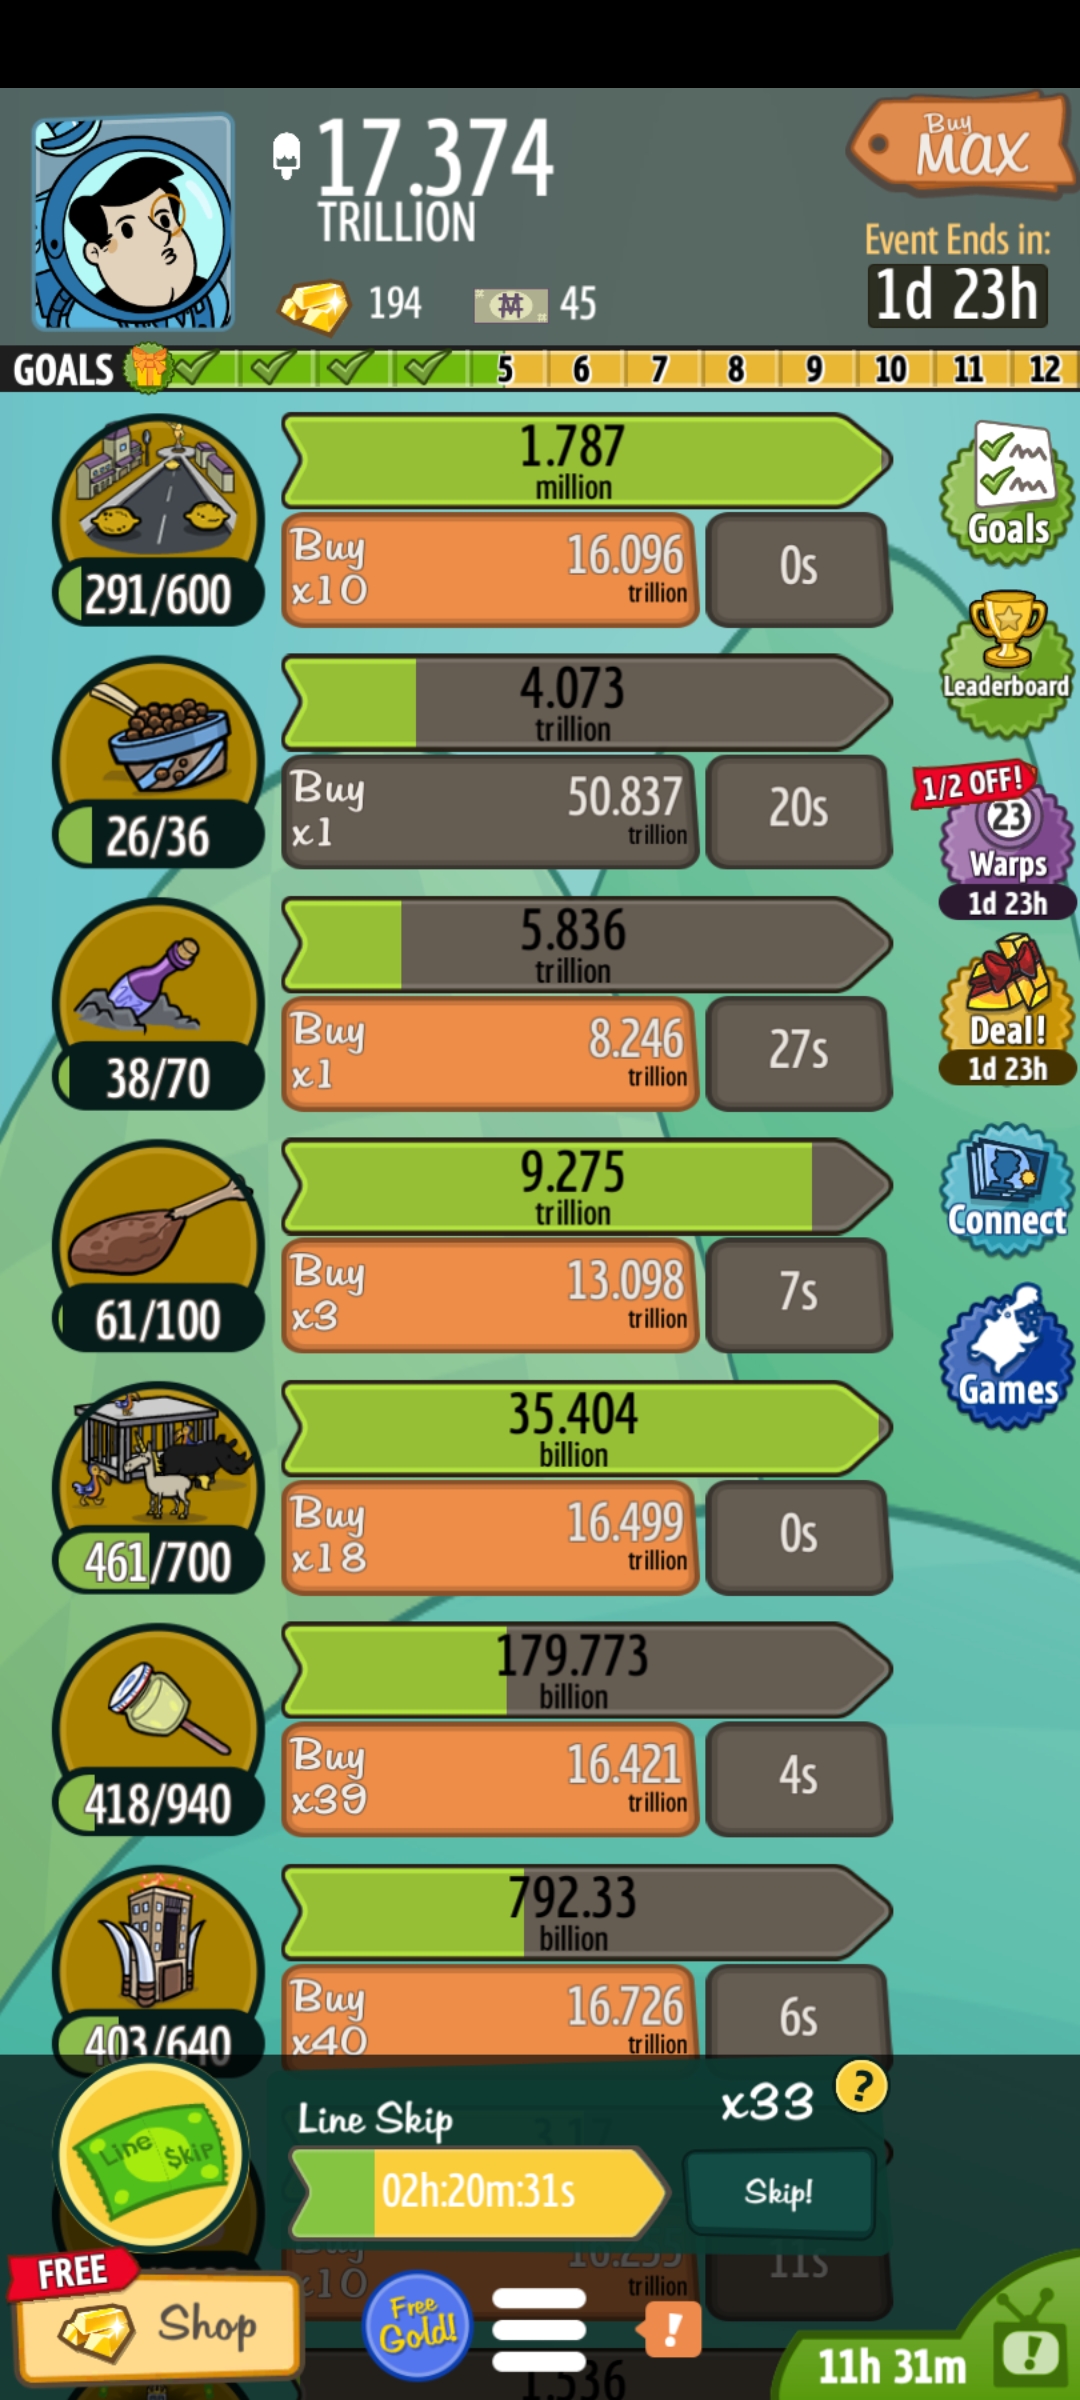 17.374
TRILLION
Buy
MAX
Event Ends in:
1d 23h
194
45
GOALS 5 6 7 8 9 10 11 12
1.787
million
Buy
x10
16.096
trillion
0s
291/600
Goals
4.073
trillion
Leaderboard
Buy
x1
50.837
trillion
20s
26/36
1/2 OFF!
23
Warps
1d 23h
5.836
trillion
Buy
x1
8.246
trillion
27s
38/70
Deal!
1d 23h
9.275
trillion
Buy
x3
13.098
trillion
7s
61/100
Connect
35.404
billion
Games
Buy
x18
16.499
trillion
0s
461/700
179.773
billion
Buy
x39
16.421
trillion
4s
418/940
792.33
billion
Buy
x40
16.726
trillion
6s
403/640
Line Skip
x33
?
3.17
Line $kip
02h:20m:31s
Skip!
Buy
x10
trillion
11s
FREE
Shop
Free
Gold!
!
11h 31m
!
1.536